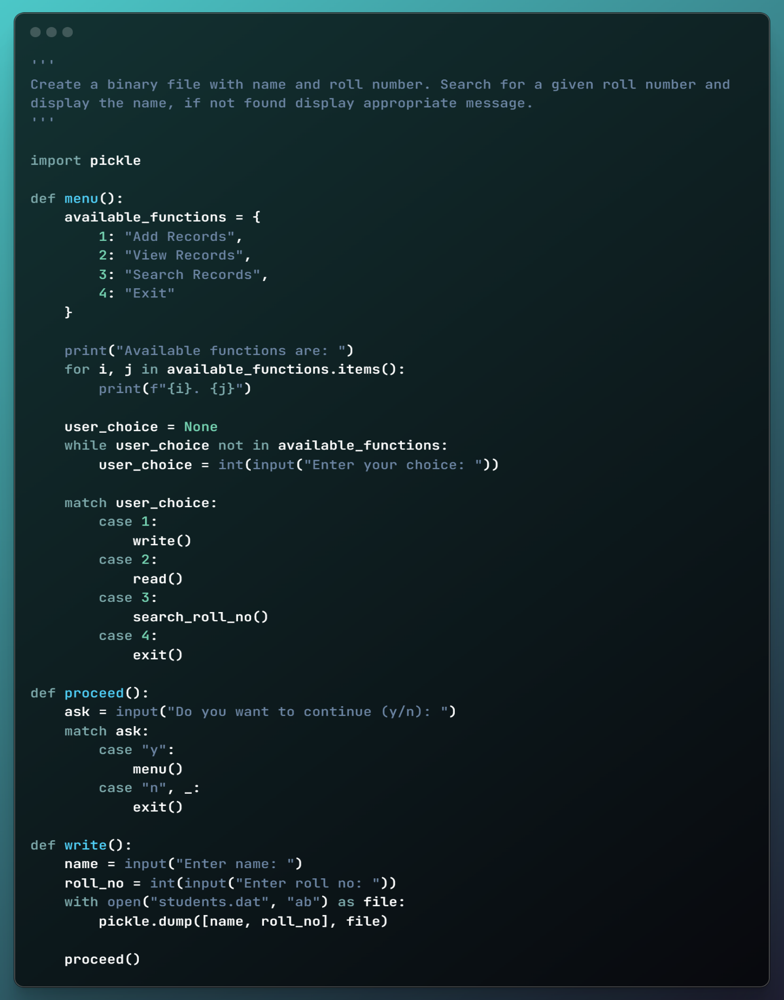 '''
Create a binary file with name and roll number. Search for a given roll number and
display the name, if not found display appropriate message.
'''
import pickle
def menu():
    available_functions = {
        1: "Add Records",
        2: "View Records",
        3: "Search Records",
        4: "Exit"
    }
    print("Available functions are: ")
    for i, j in available_functions.items():
        print(f"{i}. {j}")
    user_choice = None
    while user_choice not in available_functions:
        user_choice = int(input("Enter your choice: "))
    match user_choice:
        case 1:
            write()
        case 2:
            read()
        case 3:
            search_roll_no()
        case 4:
            exit()
def proceed():
    ask = input("Do you want to continue (y/n): ")
    match ask:
        case "y":
            menu()
        case "n", _:
            exit()
def write():
    name = input("Enter name: ")
    roll_no = int(input("Enter roll no: "))
    with open("students.dat", "ab") as file:
        pickle.dump([name, roll_no], file)
    proceed()